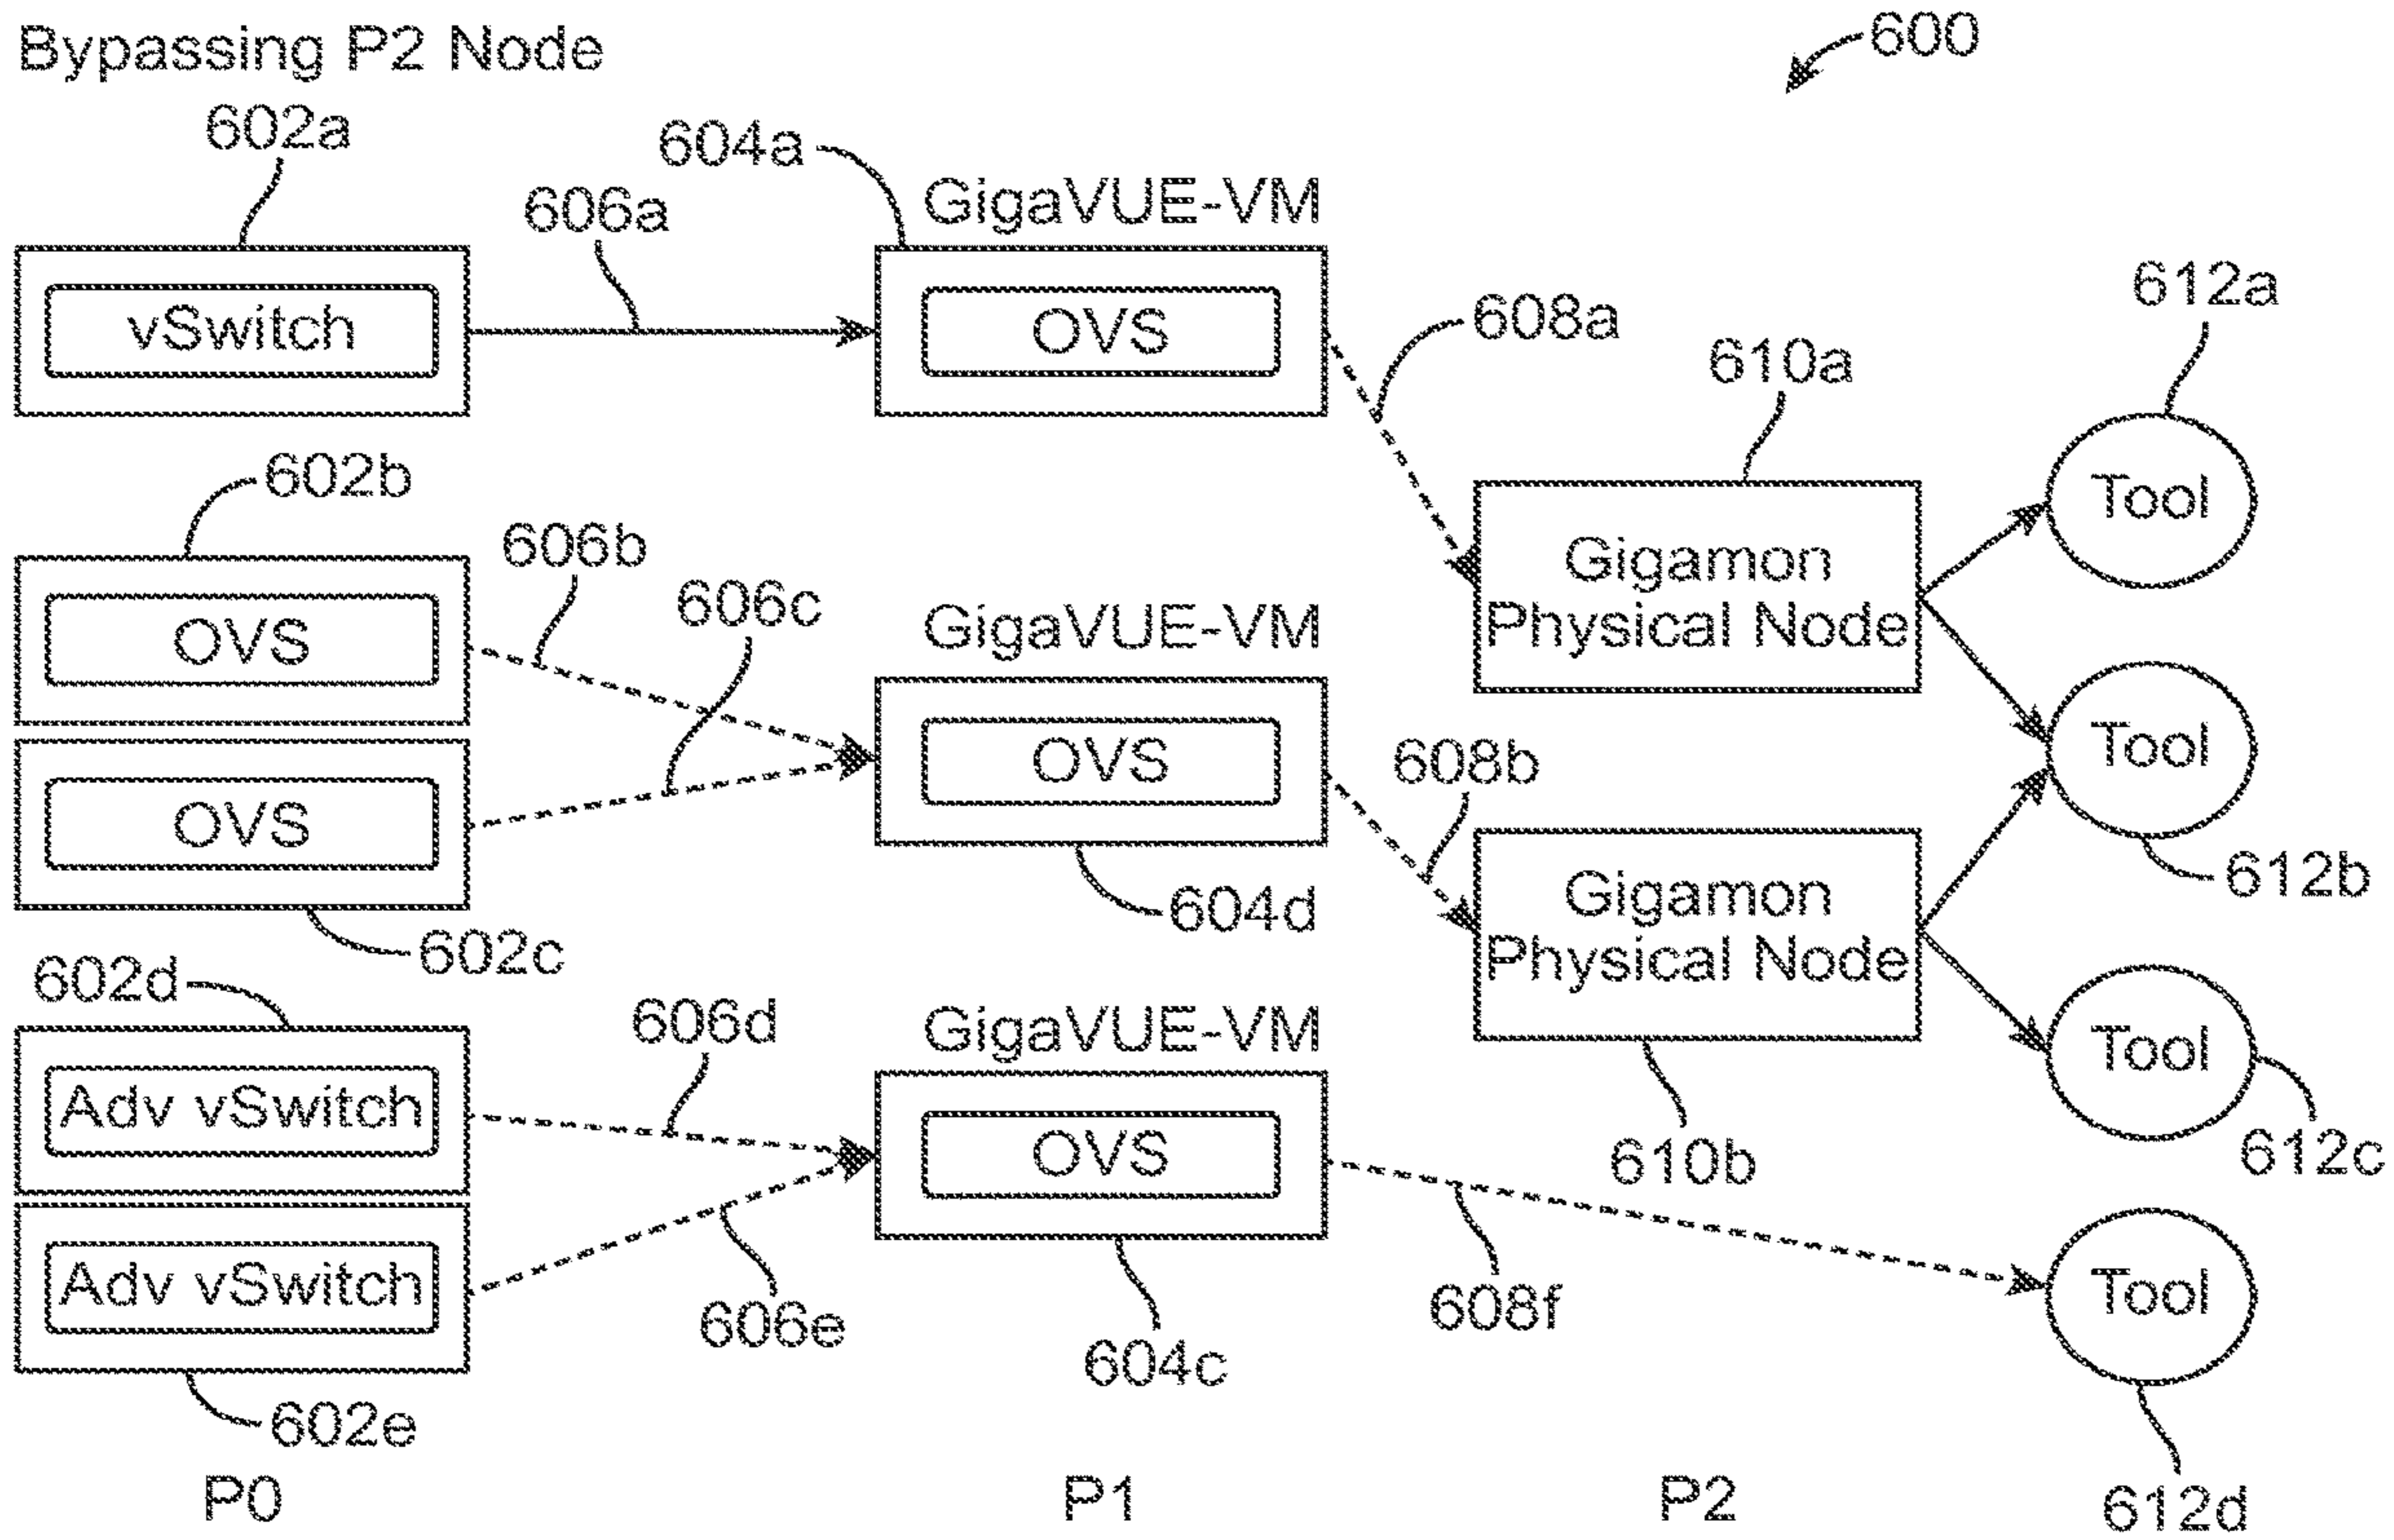 Bypassing P2 Node
600
602a
604a
GigaVUE-VM
606a
vSwitch
OVS
608a
612a
610a
Tool
602b
606b
606c
OVS
GigaVUE-VM
Gigamon
Physical Node
OVS
608b
Tool
OVS
604d
612b
602c
Gigamon
Physical Node
602d
606d
GigaVUE-VM
Tool
Adv vSwitch
OVS
610b
612c
Adv vSwitch
606e
608f
Tool
604c
602e
P0
P1
P2
612d